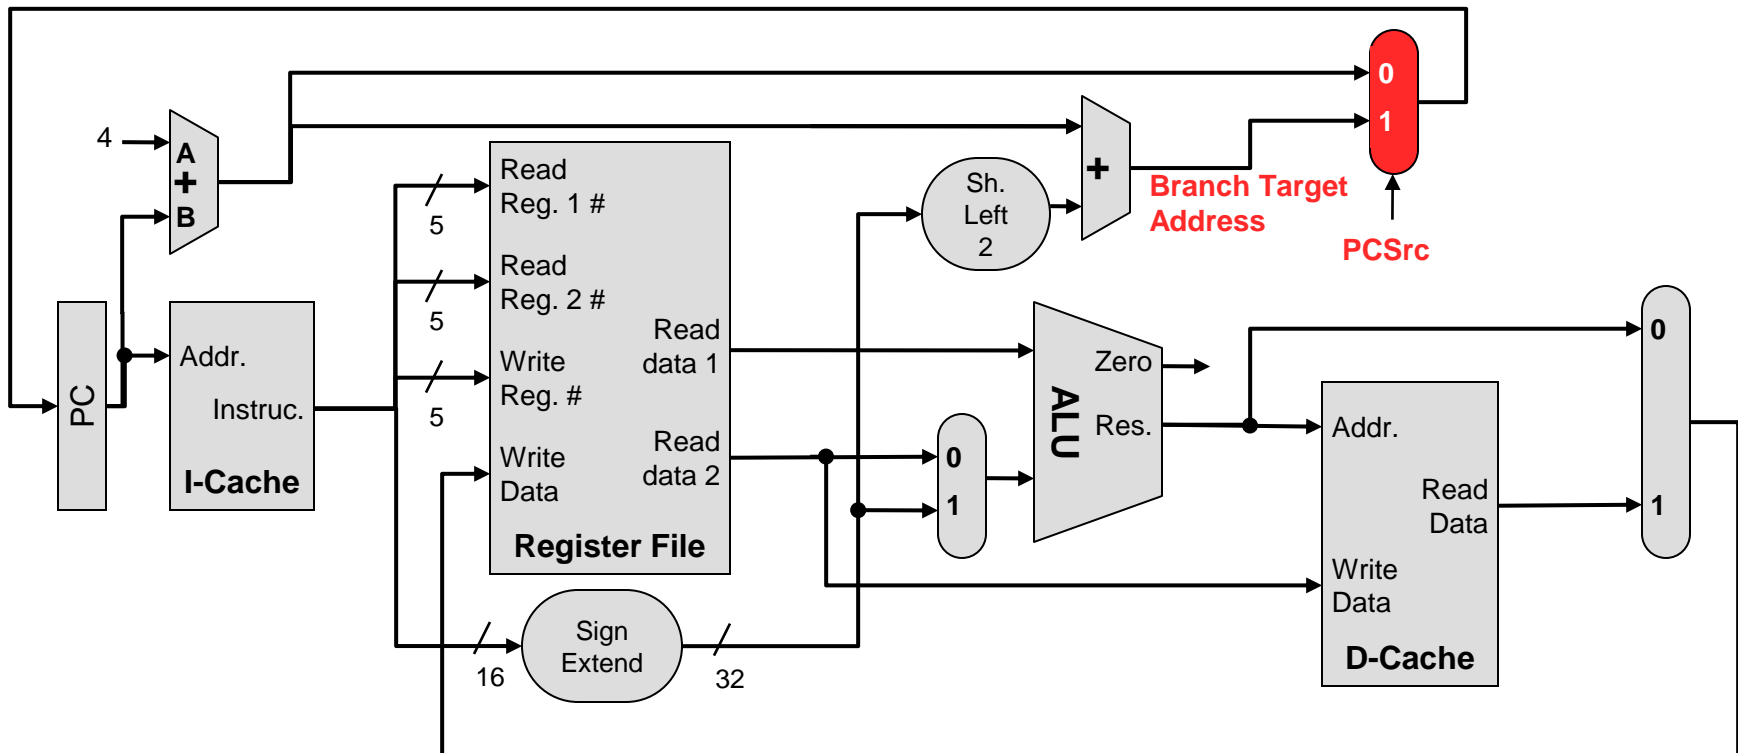 0
1
4
A
+
B
Read
Reg. 1 #
5
Read
Reg. 2 #
5
Write
Reg. #
5
Write
Data
Read
data 1
Read
data 2
Register File
Sh.
Left
2
+
Branch Target
Address
PCSrc
PC
Addr.
Instruc.
I-Cache
0
1
ALU
Zero
Res.
Addr.
Read
Data
Write
Data
D-Cache
0
1
16
Sign
Extend
32